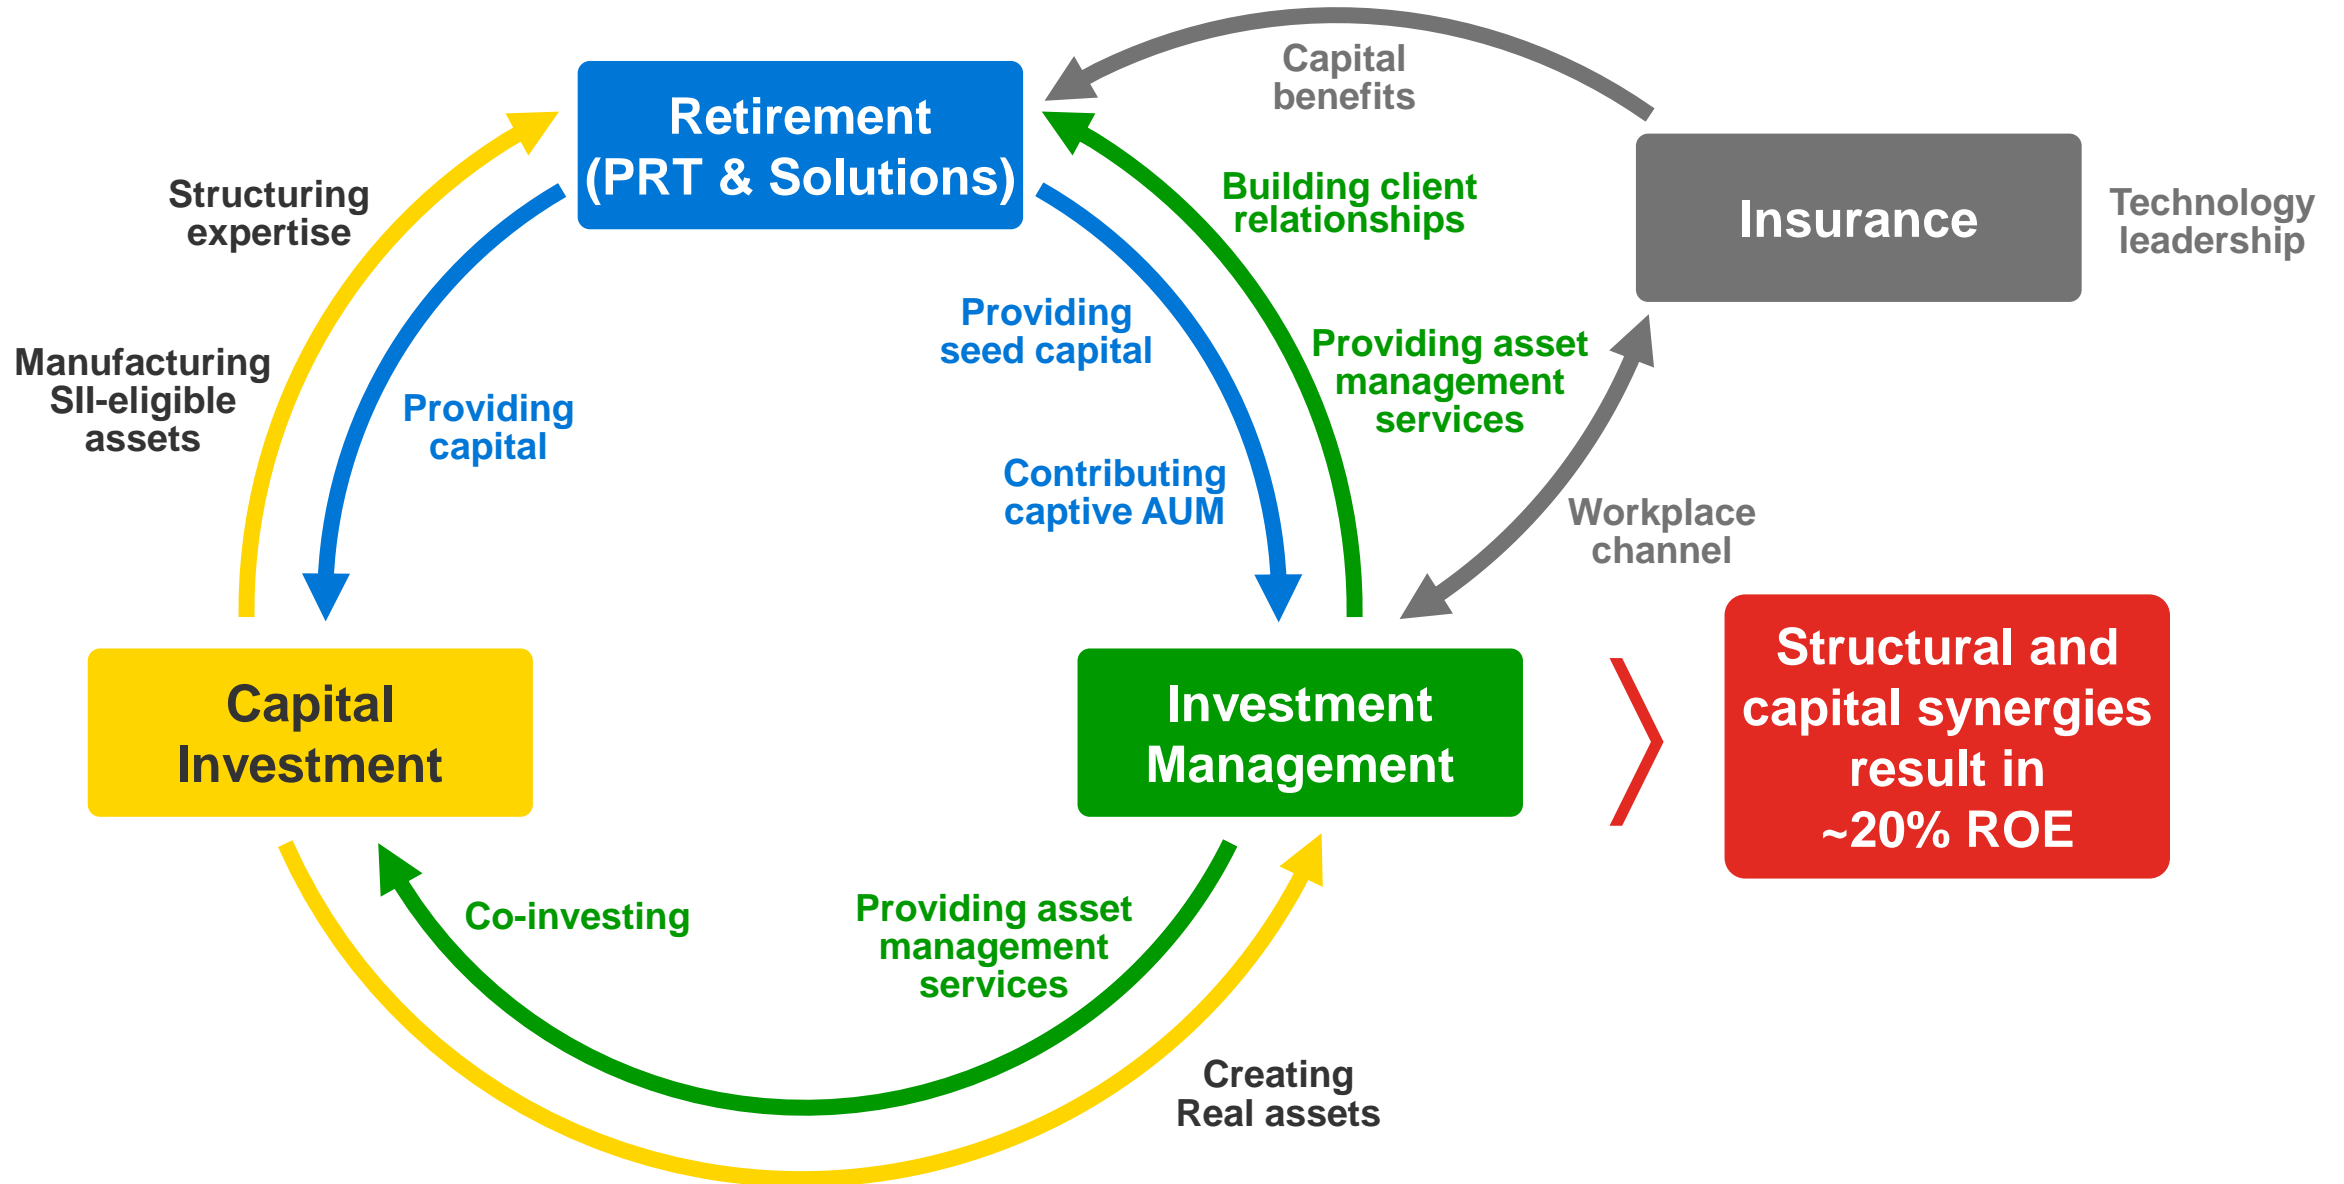 Capital
benefits
Retirement
(PRT & Solutions)
Structuring
expertise
Building client
relationships
Insurance
Technology
leadership
Providing
seed capital
Providing asset
management
services
Manufacturing
SII-eligible
assets
Providing
capital
Contributing
captive AUM
Workplace
channel
Capital
Investment
Investment
Management
Structural and
capital synergies
result in
~20% ROE
Co-investing
Providing asset
management
services
Creating
Real assets